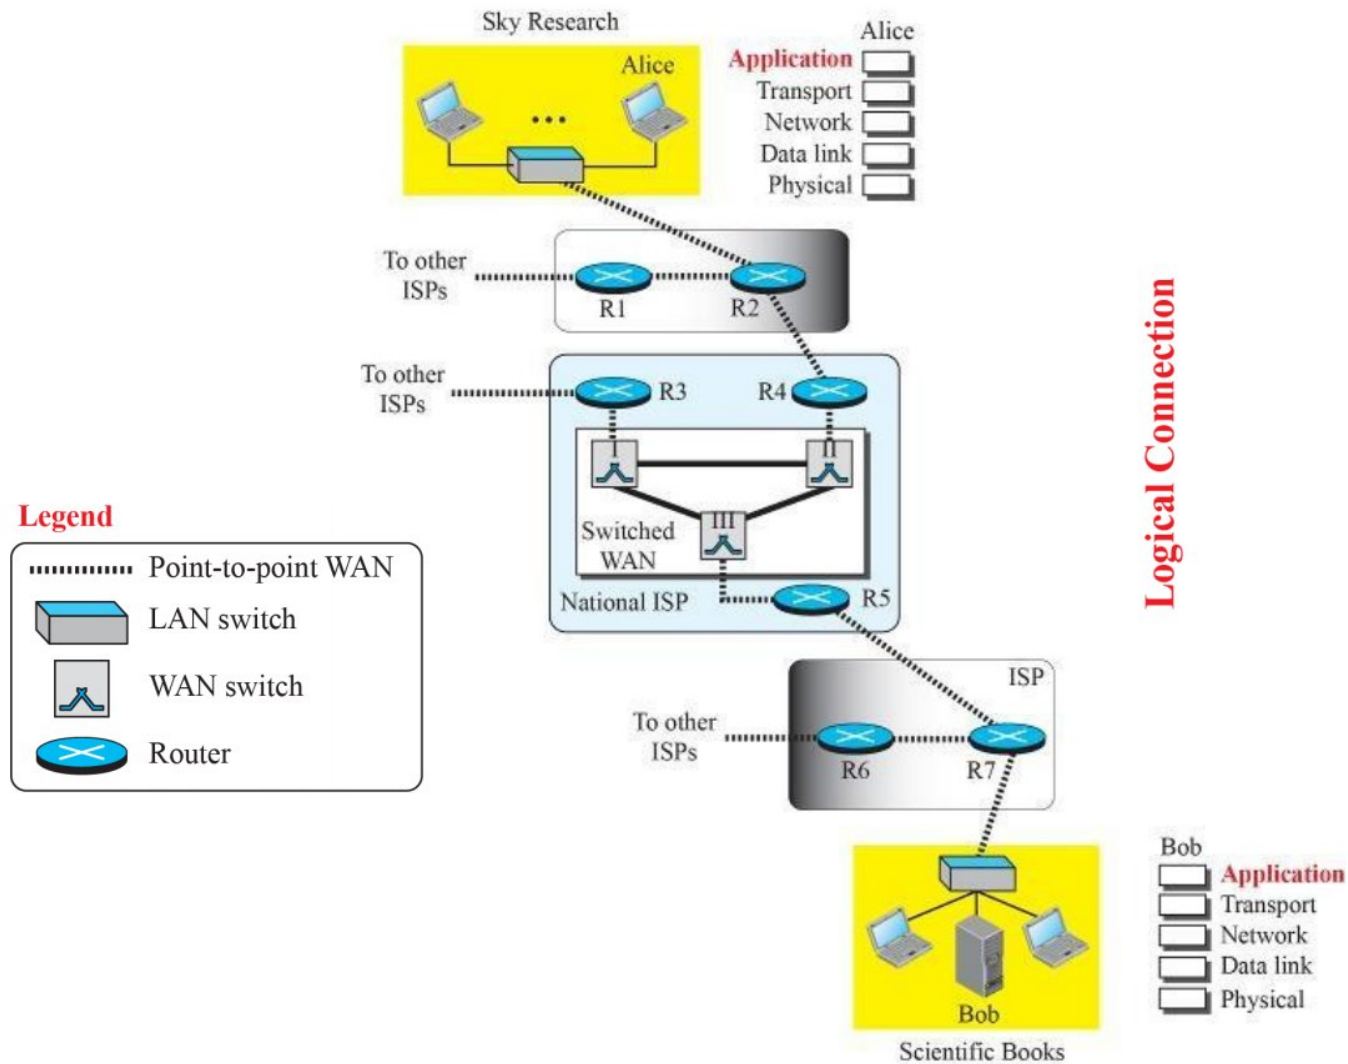 Sky Research
Alice
Alice
Application
Transport
Network
Data link
Physical
To other
ISPs
R1
R2
To other
ISPs
R3
R4
I
II
III
Switched
WAN
National ISP
R5
Logical Connection
Legend
Point-to-point WAN
LAN switch
WAN switch
Router
ISP
To other
ISPs
R6
R7
Bob
Application
Transport
Network
Data link
Physical
Bob
Scientific Books